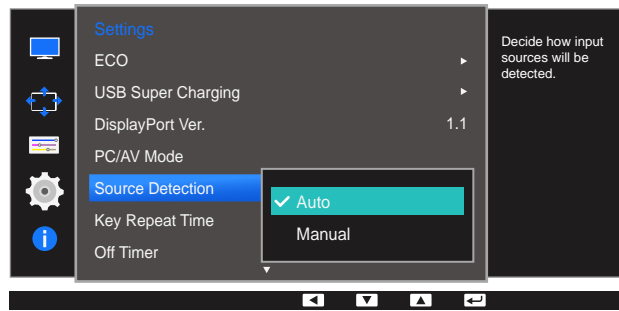 Settings
ECO
USB Super Charging
DisplayPort Ver. 1.1
PC/AV Mode
Source Detection
Auto
Manual
Key Repeat Time
Off Timer
Decide how input
sources will be
detected.